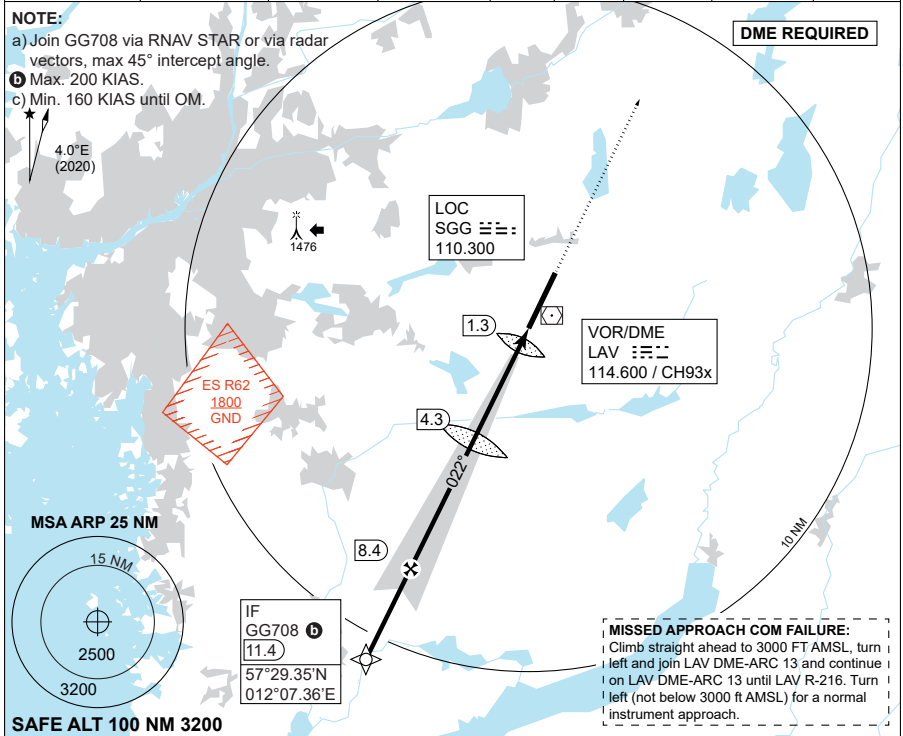 NOTE:
a) Join GG708 via RNAV STAR or via radar
vectors, max 45° intercept angle.
b Max. 200 KIAS.
c) Min. 160 KIAS until OM.
DME REQUIRED
4.0°E
(2020)
1476
LOC
SGG
110.300
1.3
VOR/DME
LAV
114.600 / CH93x
ES R62
1800
GND
4.3
022°
8.4
10 NM
MSA ARP 25 NM
15 NM
2500
3200
SAFE ALT 100 NM 3200
IF
GG708 b
11.4
57°29.35'N
012°07.36'E
MISSED APPROACH COM FAILURE:
Climb straight ahead to 3000 FT AMSL, turn
left and join LAV DME-ARC 13 and continue
on LAV DME-ARC 13 until LAV R-216. Turn
left (not below 3000 ft AMSL) for a normal
instrument approach.